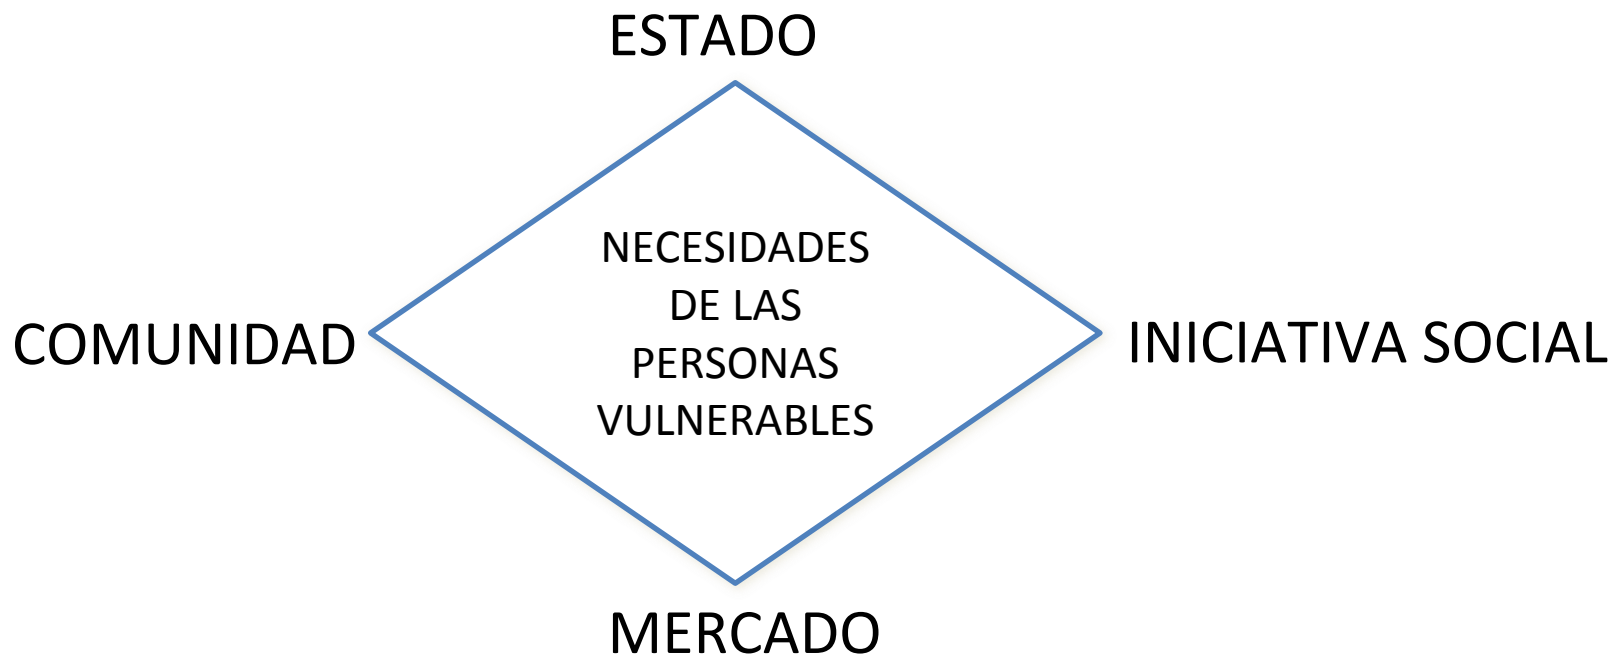 ESTADO
NECESIDADES
DE LAS
PERSONAS
VULNERABLES
COMUNIDAD
INICIATIVA SOCIAL
MERCADO